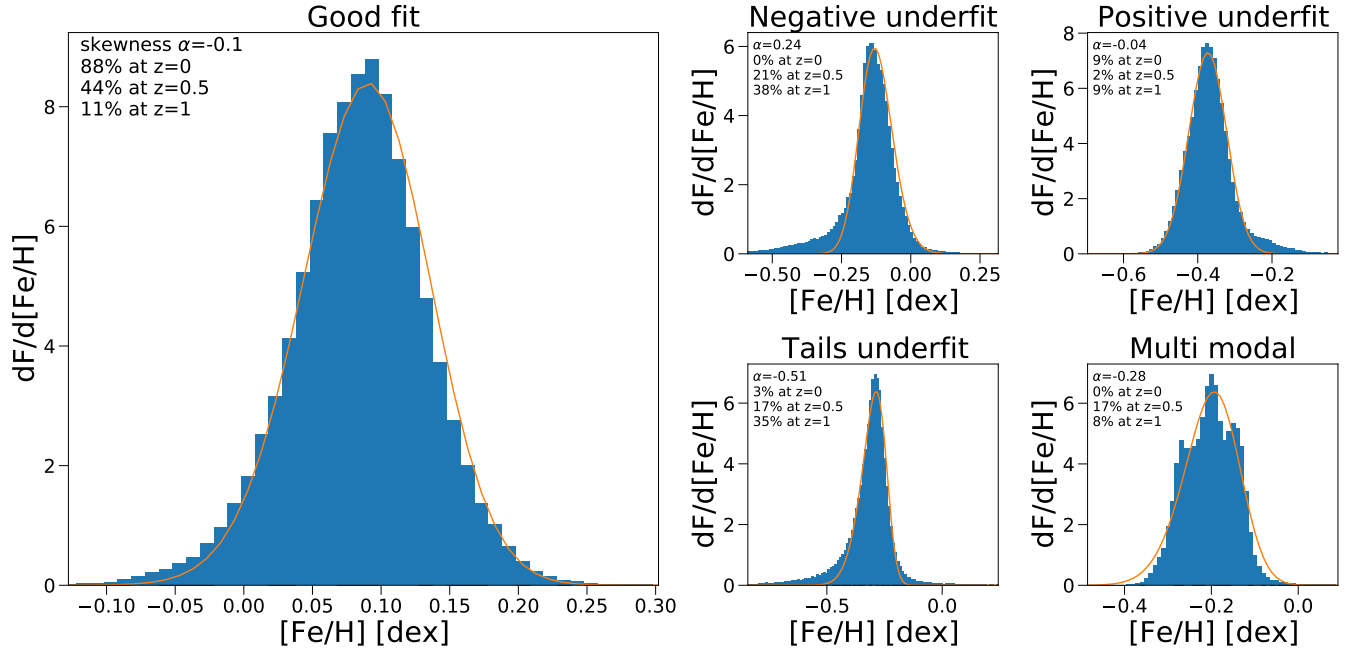 Good fit
skewness α=-0.1
88% at z=0
44% at z=0.5
11% at z=1
dF/d[Fe/H]
8
6
4
2
0
−0.10 −0.05 0.00 0.05 0.10 0.15 0.20 0.25 0.30
[Fe/H] [dex]
Negative underfit
α=0.24
0% at z=0
21% at z=0.5
38% at z=1
dF/d[Fe/H]
6
4
2
0
−0.50 −0.25 0.00 0.25
[Fe/H] [dex]
Positive underfit
α=-0.04
9% at z=0
2% at z=0.5
9% at z=1
dF/d[Fe/H]
8
6
4
2
0
−0.6 −0.4 −0.2
[Fe/H] [dex]
Tails underfit
α=-0.51
3% at z=0
17% at z=0.5
35% at z=1
dF/d[Fe/H]
6
4
2
0
−0.5 0.0
[Fe/H] [dex]
Multi modal
α=-0.28
0% at z=0
17% at z=0.5
8% at z=1
dF/d[Fe/H]
6
4
2
0
−0.4 −0.2 0.0
[Fe/H] [dex]